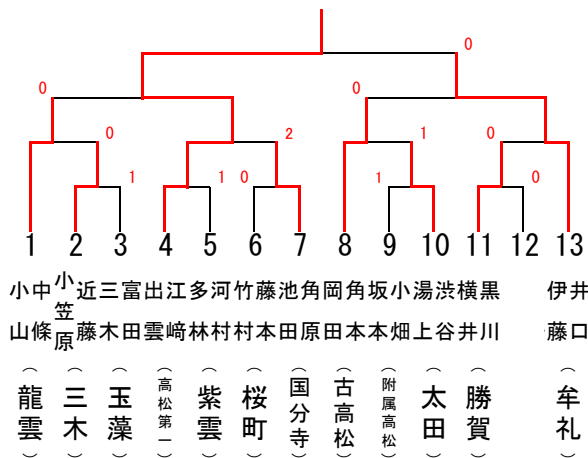 0
0
0
0
2
1
0
1
1
0
1
0
1
2
3
4
5
6
7
8
9
10
11
12
13
小山
中條
小笠原
近藤
三木
富田
出雲
江﨑
多林
河村
竹村
藤本
池田
角原
岡田
角本
坂本
小畑
湯上
渋谷
横井
黒川
伊藤
井口
（龍雲）
（三木）
（玉藻）
（高松第一）
（紫雲）
（桜町）
（国分寺）
（古高松）
（附属高松）
（太田）
（勝賀）
（牟礼）